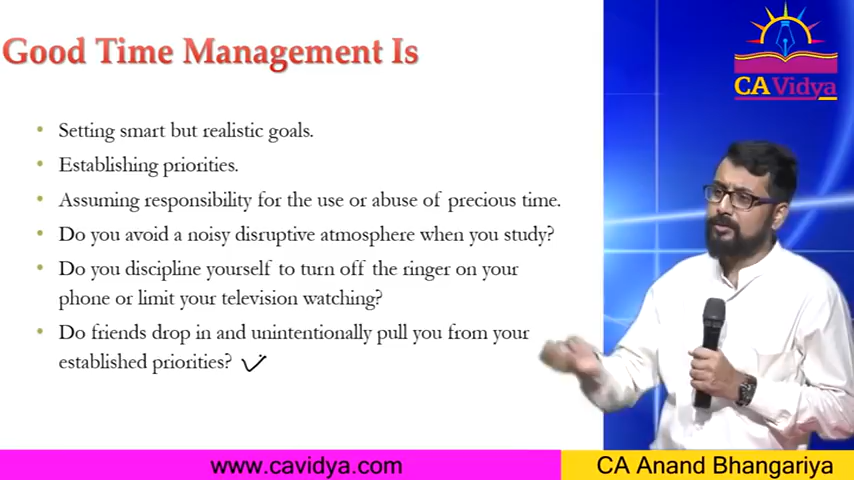 Good Time Management Is
CA Vidya
• Setting smart but realistic goals.
• Establishing priorities.
• Assuming responsibility for the use or abuse of precious time.
• Do you avoid a noisy disruptive atmosphere when you study?
• Do you discipline yourself to turn off the ringer on your
phone or limit your television watching?
• Do friends drop in and unintentionally pull you from your
established priorities?
www.cavidya.com
CA Anand Bhangariya